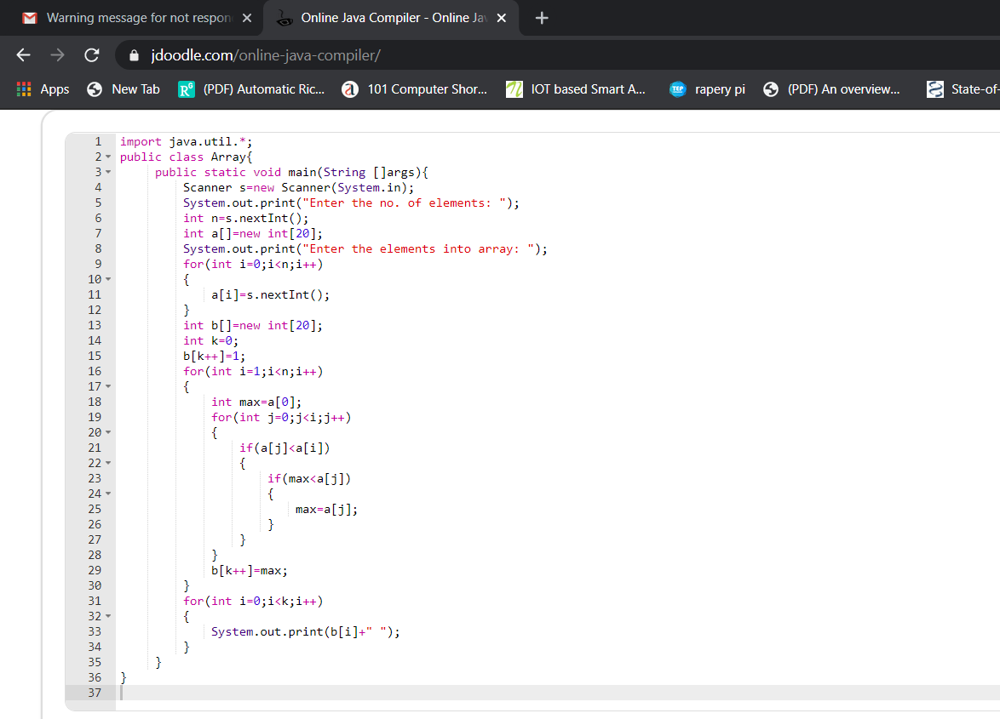 Warning message for not respon
Online Java Compiler - Online Jav
jdoodle.com/online-java-compiler/
Apps
New Tab
RG
(PDF) Automatic Ric...
a
101 Computer Shor...
IOT based Smart A...
TEP
rapery pi
(PDF) An overview...
State-of-
1 import java.util.*;
2 public class Array{
3 public static void main(String []args){
4 Scanner s=new Scanner(System.in);
5 System.out.print("Enter the no. of elements: ");
6 int n=s.nextInt();
7 int a[]=new int[20];
8 System.out.print("Enter the elements into array: ");
9 for(int i=0;i<n;i++)
10 {
11 a[i]=s.nextInt();
12 }
13 int b[]=new int[20];
14 int k=0;
15 b[k++]=1;
16 for(int i=1;i<n;i++)
17 {
18 int max=a[0];
19 for(int j=0;j<i;j++)
20 {
21 if(a[j]<a[i])
22 {
23 if(max<a[j])
24 {
25 max=a[j];
26 }
27 }
28 }
29 b[k++]=max;
30 }
31 for(int i=0;i<k;i++)
32 {
33 System.out.print(b[i]+" ");
34 }
35 }
36 }
37